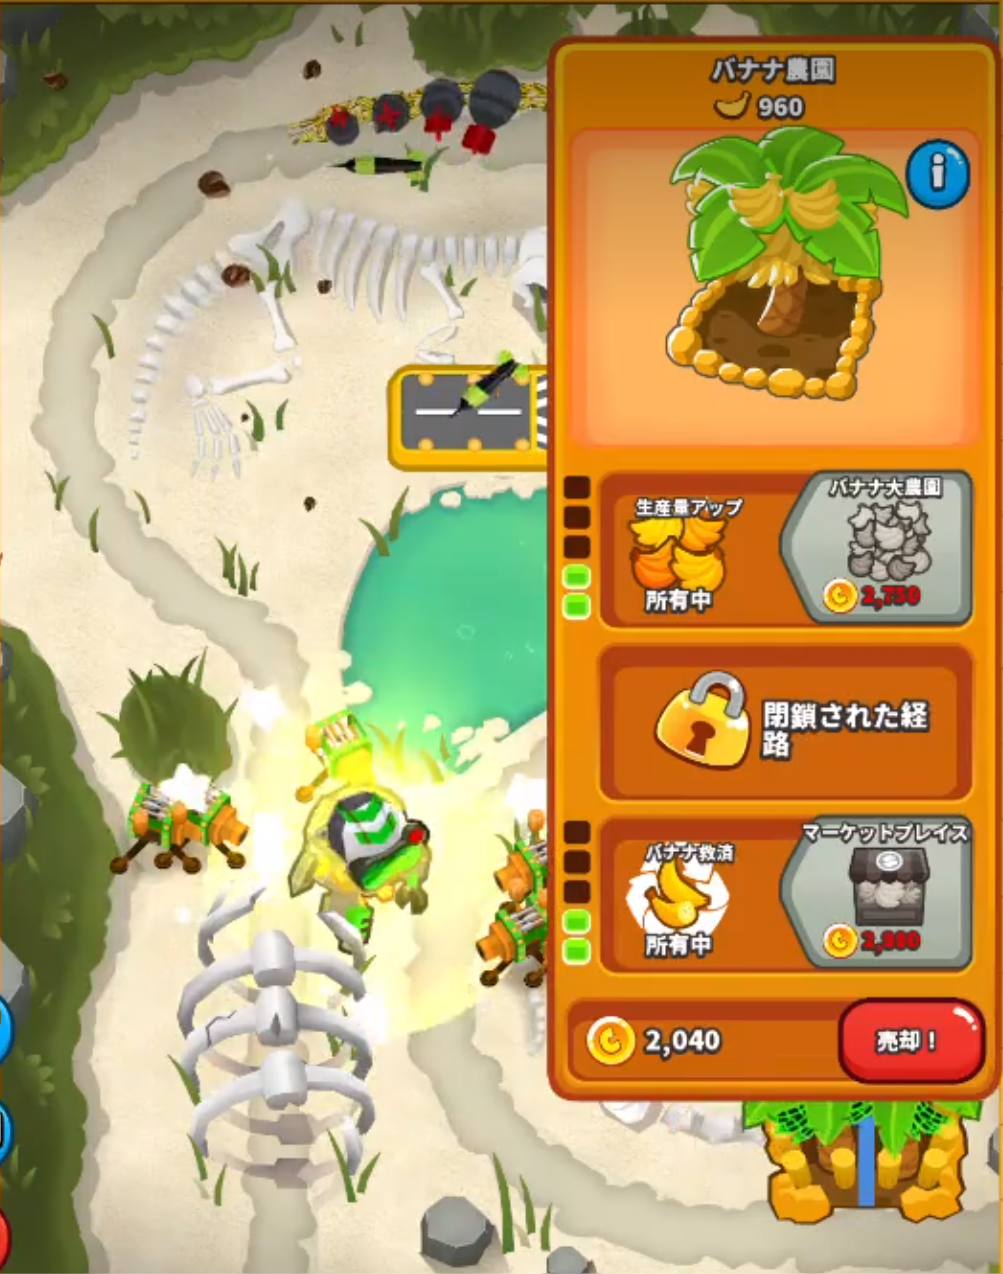 バナナ農園
960
生産量アップ
所有中
バナナ大農園
2,750
閉鎖された経
路
バナナ救済
所有中
マーケットプレイス
2,880
2,040
売却！